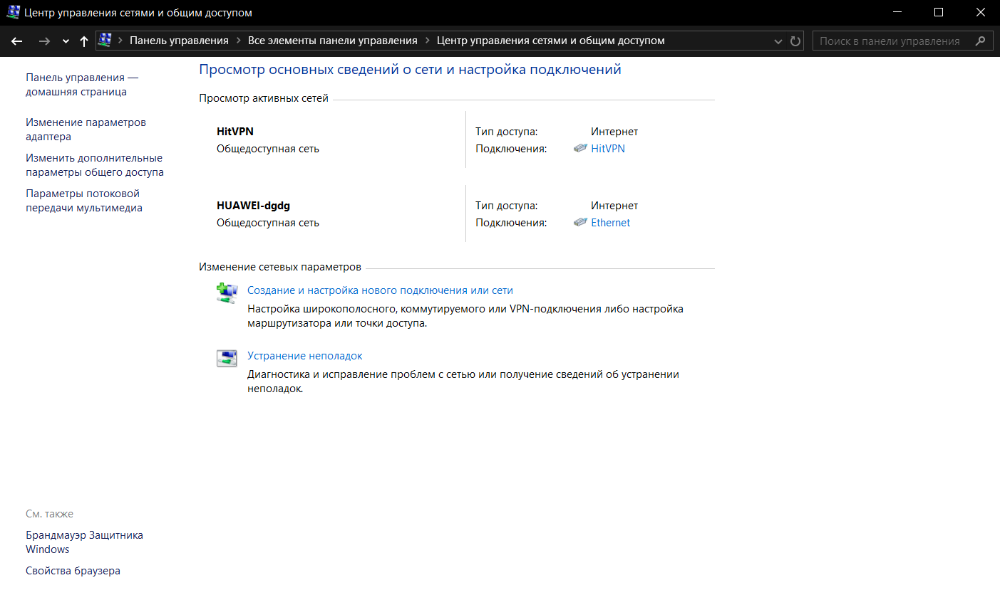 Центр управления сетями и общим доступом
Панель управления
Все элементы панели управления
Центр управления сетями и общим доступом
Поиск в панели управления
Панель управления —
домашняя страница
Изменение параметров
адаптера
Изменить дополнительные
параметры общего доступа
Параметры потоковой
передачи мультимедиа
Просмотр основных сведений о сети и настройка подключений
Просмотр активных сетей
HitVPN
Общедоступная сеть
Тип доступа: Интернет
Подключения: HitVPN
HUAWEI-dgdg
Общедоступная сеть
Тип доступа: Интернет
Подключения: Ethernet
Изменение сетевых параметров
Создание и настройка нового подключения или сети
Настройка широкополосного, коммутируемого или VPN-подключения либо настройка
маршрутизатора или точки доступа.
Устранение неполадок
Диагностика и исправление проблем с сетью или получение сведений об устранении
неполадок.
См. также
Брандмауэр Защитника
Windows
Свойства браузера